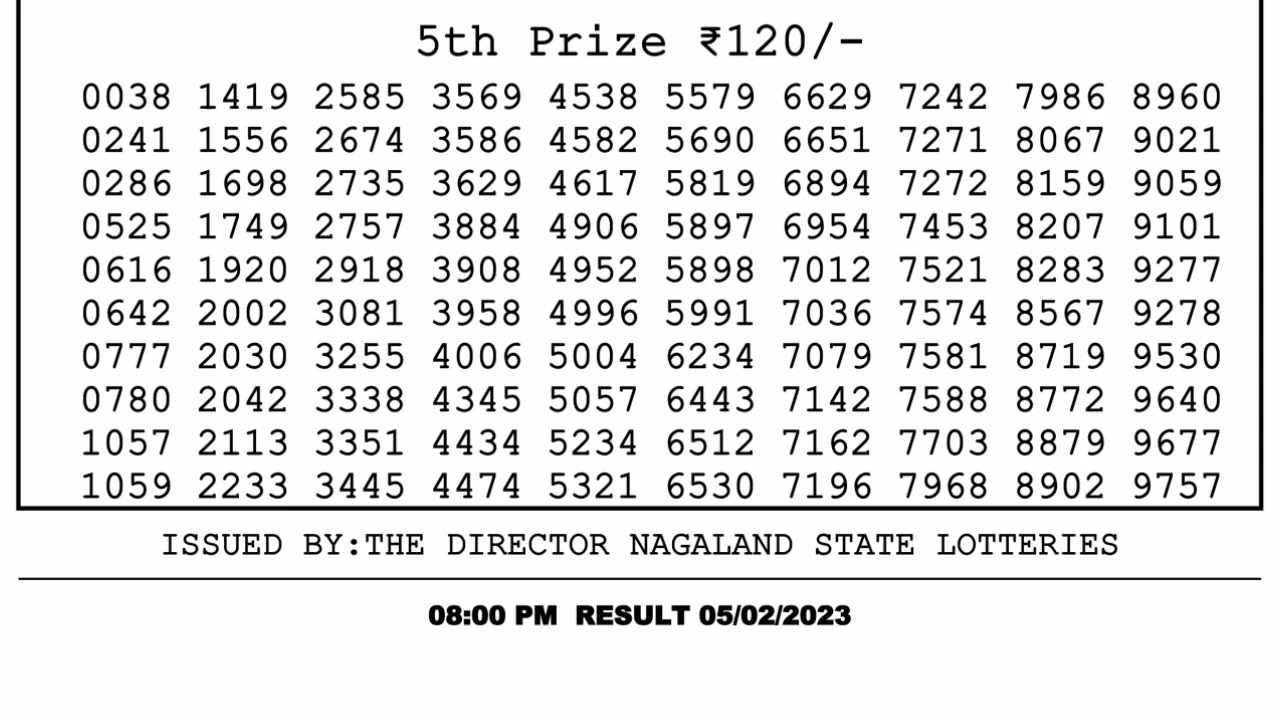 5th Prize ₹120/-
0038 1419 2585 3569 4538 5579 6629 7242 7986 8960
0241 1556 2674 3586 4582 5690 6651 7271 8067 9021
0286 1698 2735 3629 4617 5819 6894 7272 8159 9059
0525 1749 2757 3884 4906 5897 6954 7453 8207 9101
0616 1920 2918 3908 4952 5898 7012 7521 8283 9277
0642 2002 3081 3958 4996 5991 7036 7574 8567 9278
0777 2030 3255 4006 5004 6234 7079 7581 8719 9530
0780 2042 3338 4345 5057 6443 7142 7588 8772 9640
1057 2113 3351 4434 5234 6512 7162 7703 8879 9677
1059 2233 3445 4474 5321 6530 7196 7968 8902 9757
ISSUED BY:THE DIRECTOR NAGALAND STATE LOTTERIES
08:00 PM RESULT 05/02/2023